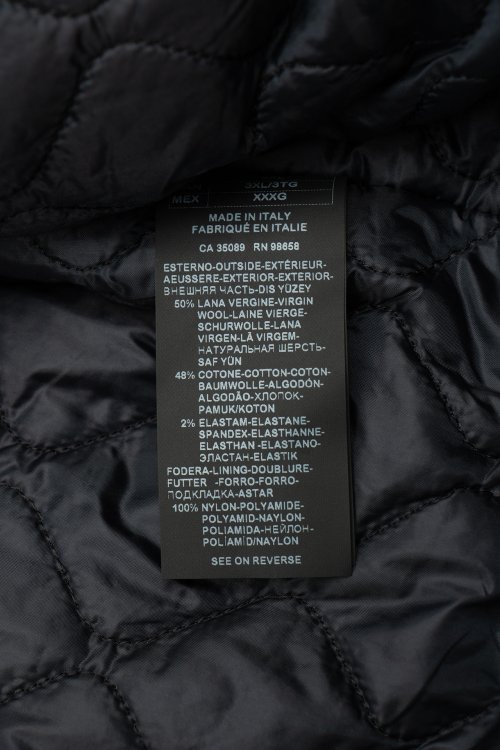 3XL/3TG
MEX XXXG
MADE IN ITALY
FABRIQUÉ EN ITALIE
CA 35089 RN 98658
ESTERNO-OUTSIDE-EXTÉRIEUR-
AEUSSERE-EXTERIOR-EXTERIOR-
ВНЕШНЯЯ ЧАСТЬ-DIS YÜZEY
50% LANA VERGINE-VIRGIN
WOOL-LAINE VIERGE-
SCHURWOLLE-LANA
VIRGEN-LÀ VIRGEM-
НАТУРАЛЬНАЯ ШЕРСТЬ-
SAF YÜN
48% COTONE-COTTON-COTON-
BAUMWOLLE-ALGODÓN-
ALGODÃO-ХЛОПОК-
PAMUK/KOTON
2% ELASTAM-ELASTANE-
SPANDEX-ELASTHANNE-
ELASTHAN-ELASTANO-
ЭЛАСТАН-ELASTIK
FODERA-LINING-DOUBLURE-
FUTTER -FORRO-FORRO-
ПОДКЛАДКА-ASTAR
100% NYLON-POLYAMIDE-
POLYAMID-NAYLON-
POLIAMIDA-НЕЙЛОН-
POLİAMİD/NAYLON
SEE ON REVERSE